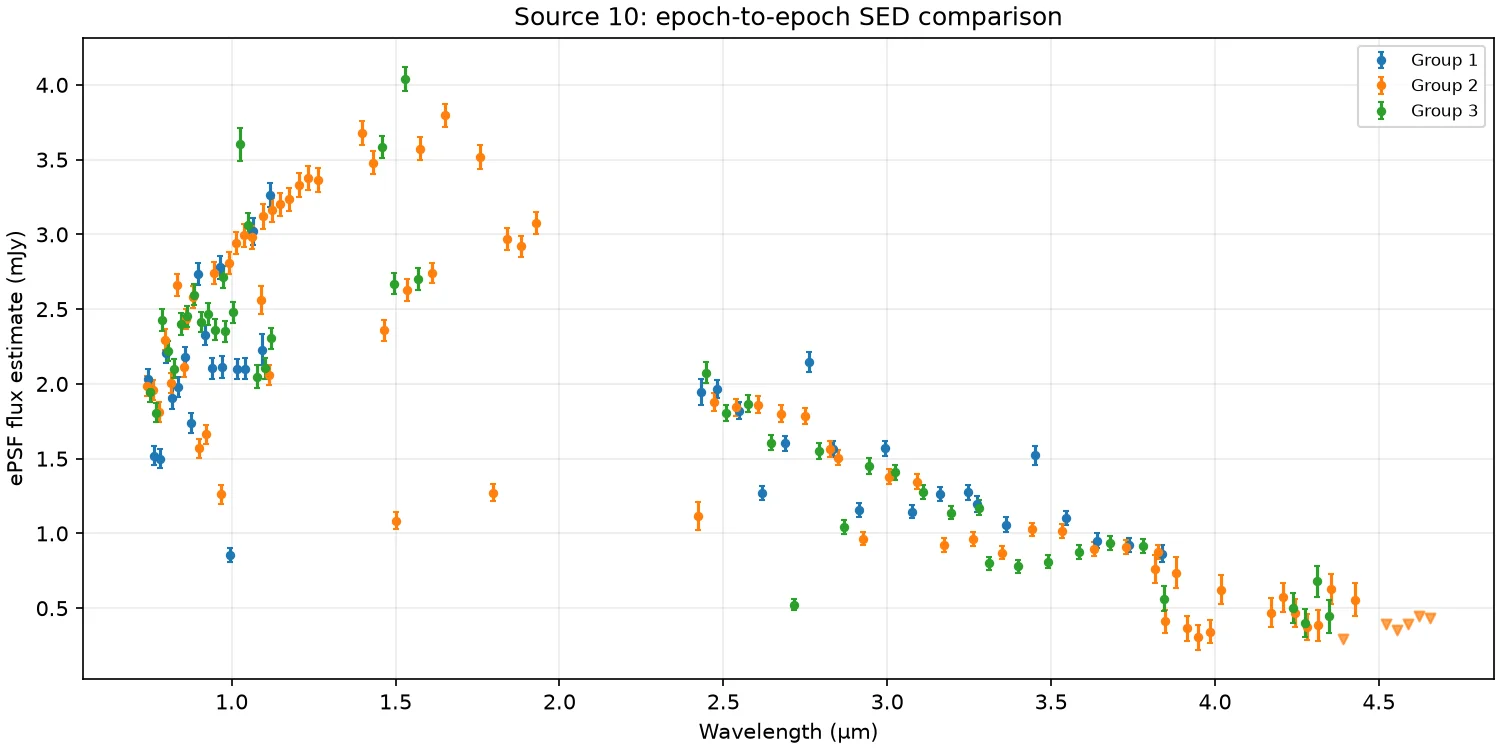 Source 10: epoch-to-epoch SED comparison
Group 1
Group 2
Group 3
ePSF flux estimate (mJy)
4.0
3.5
3.0
2.5
2.0
1.5
1.0
0.5
1.0 1.5 2.0 2.5 3.0 3.5 4.0 4.5
Wavelength (μm)